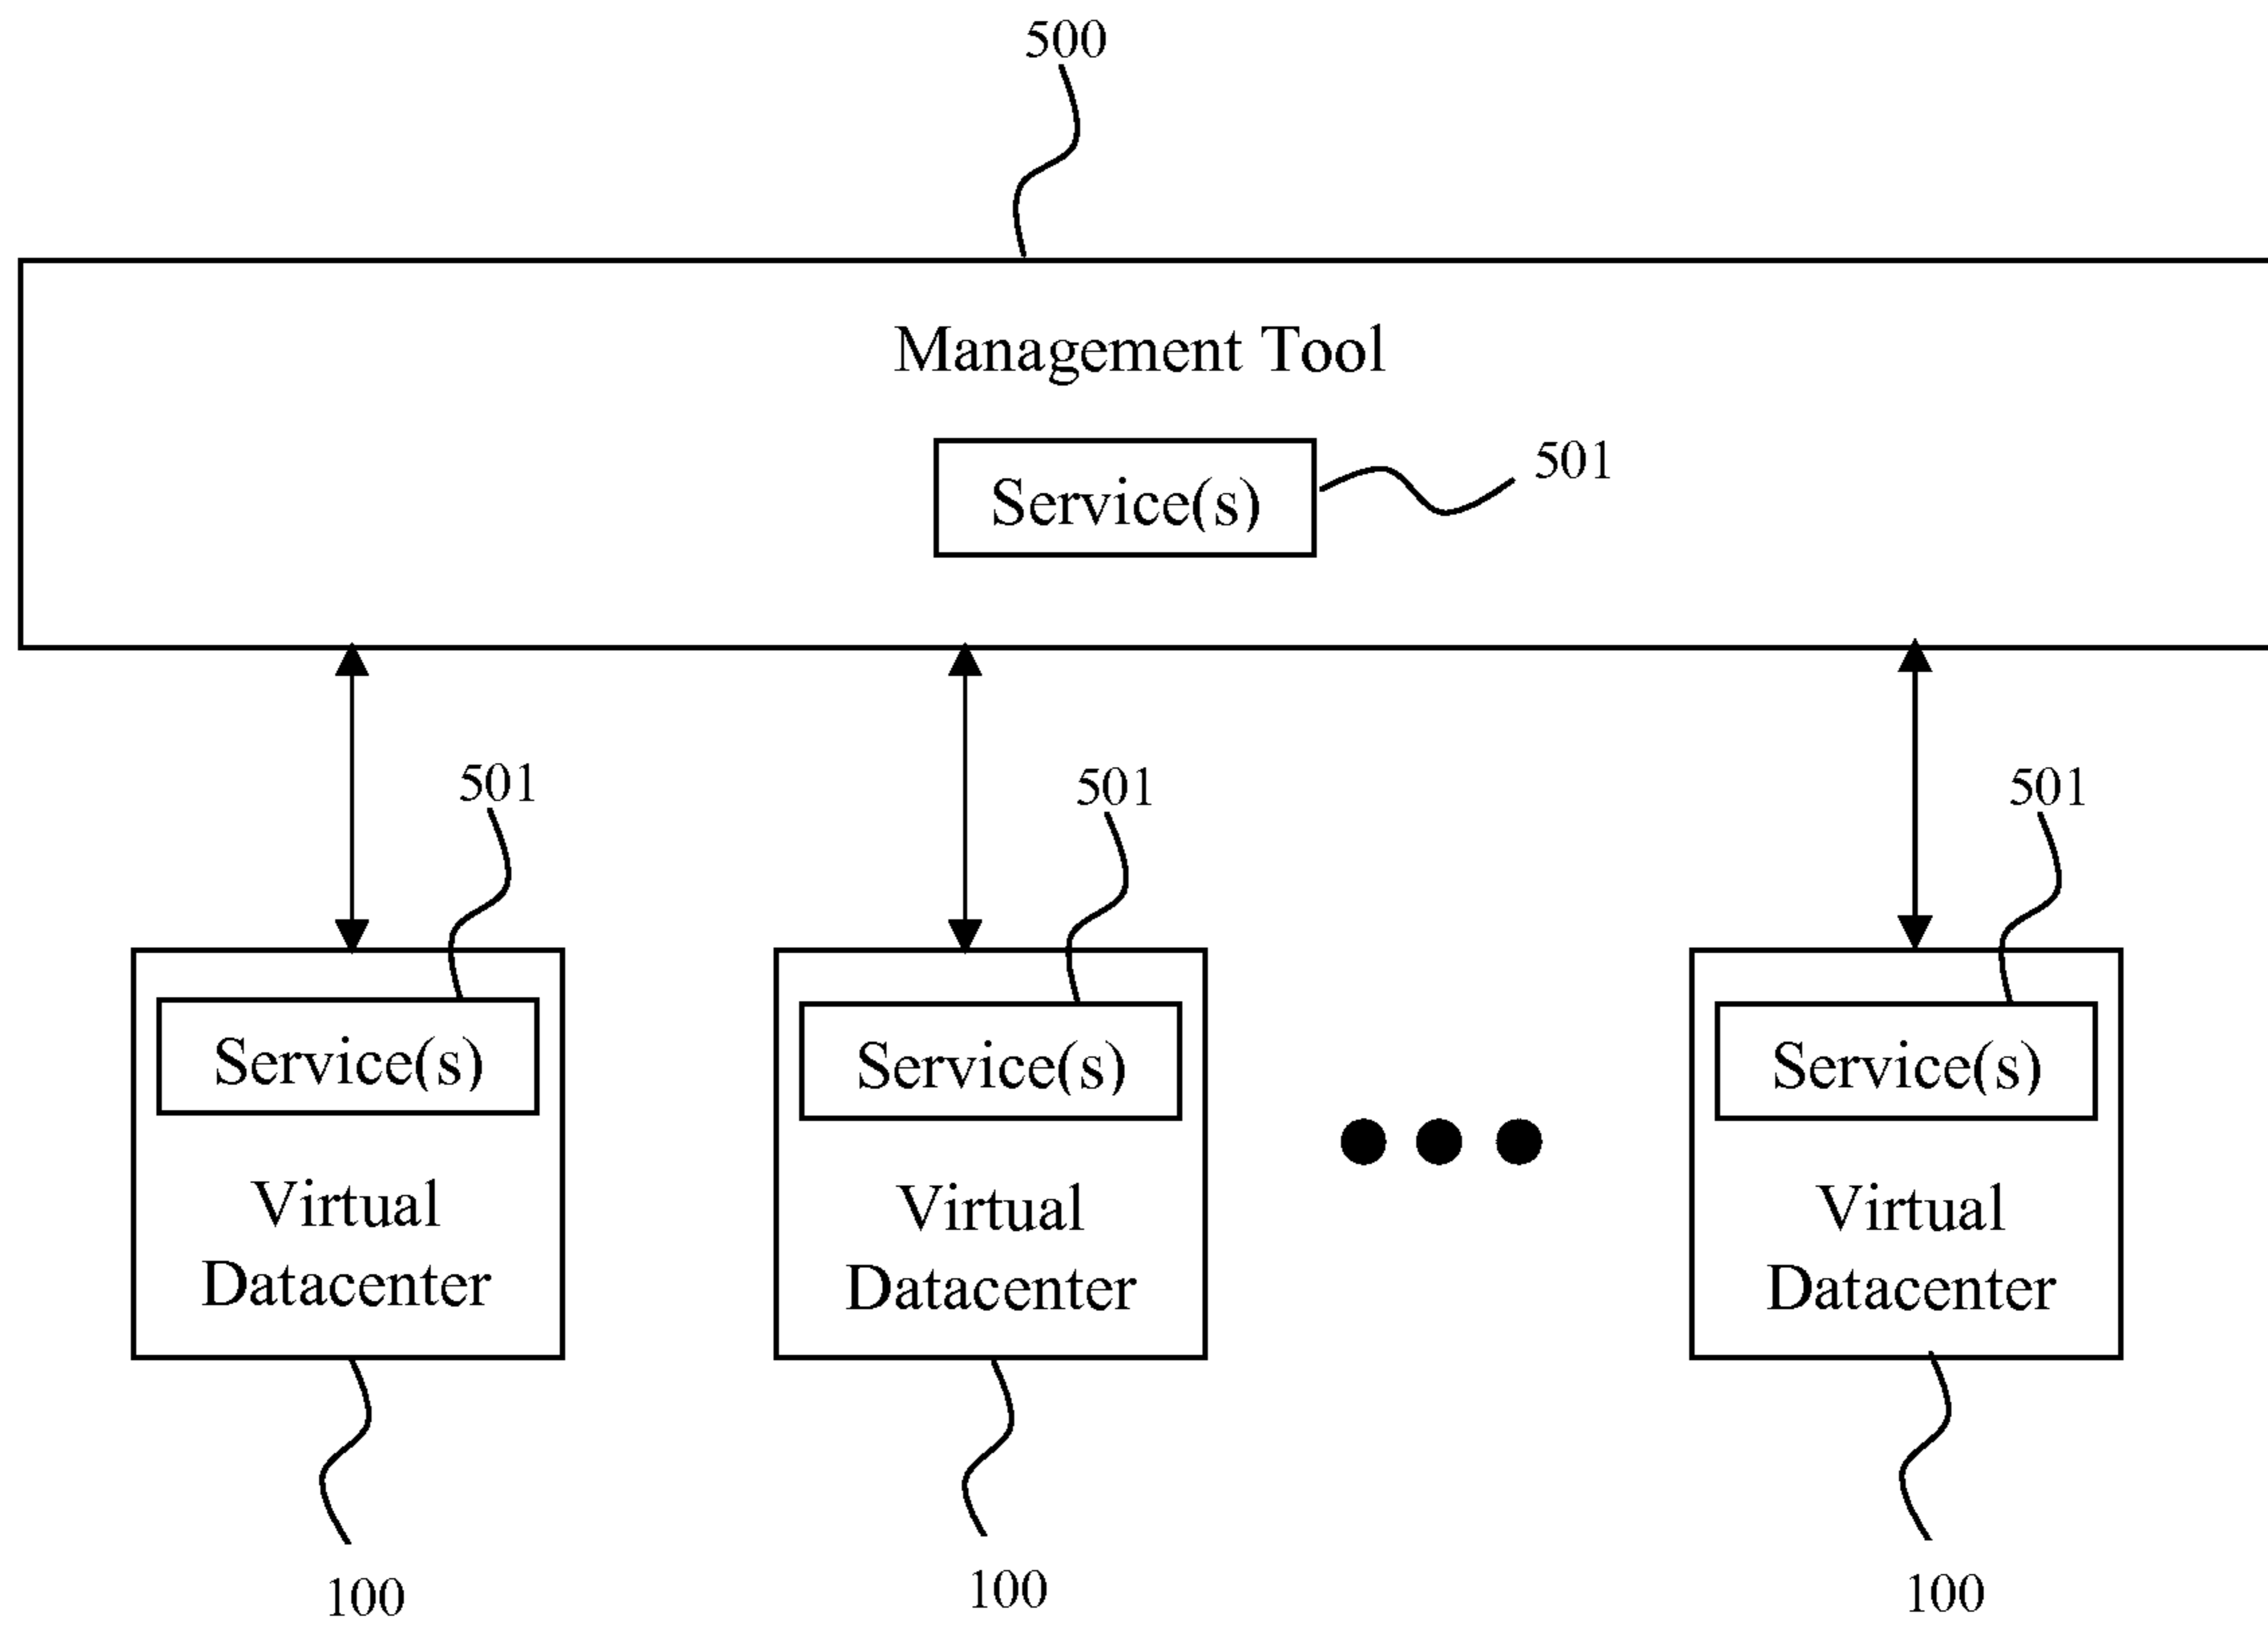 500
Management Tool
Service(s)
501
501
501
501
Service(s)
Service(s)
Service(s)
Virtual
Datacenter
Virtual
Datacenter
Virtual
Datacenter
100
100
100